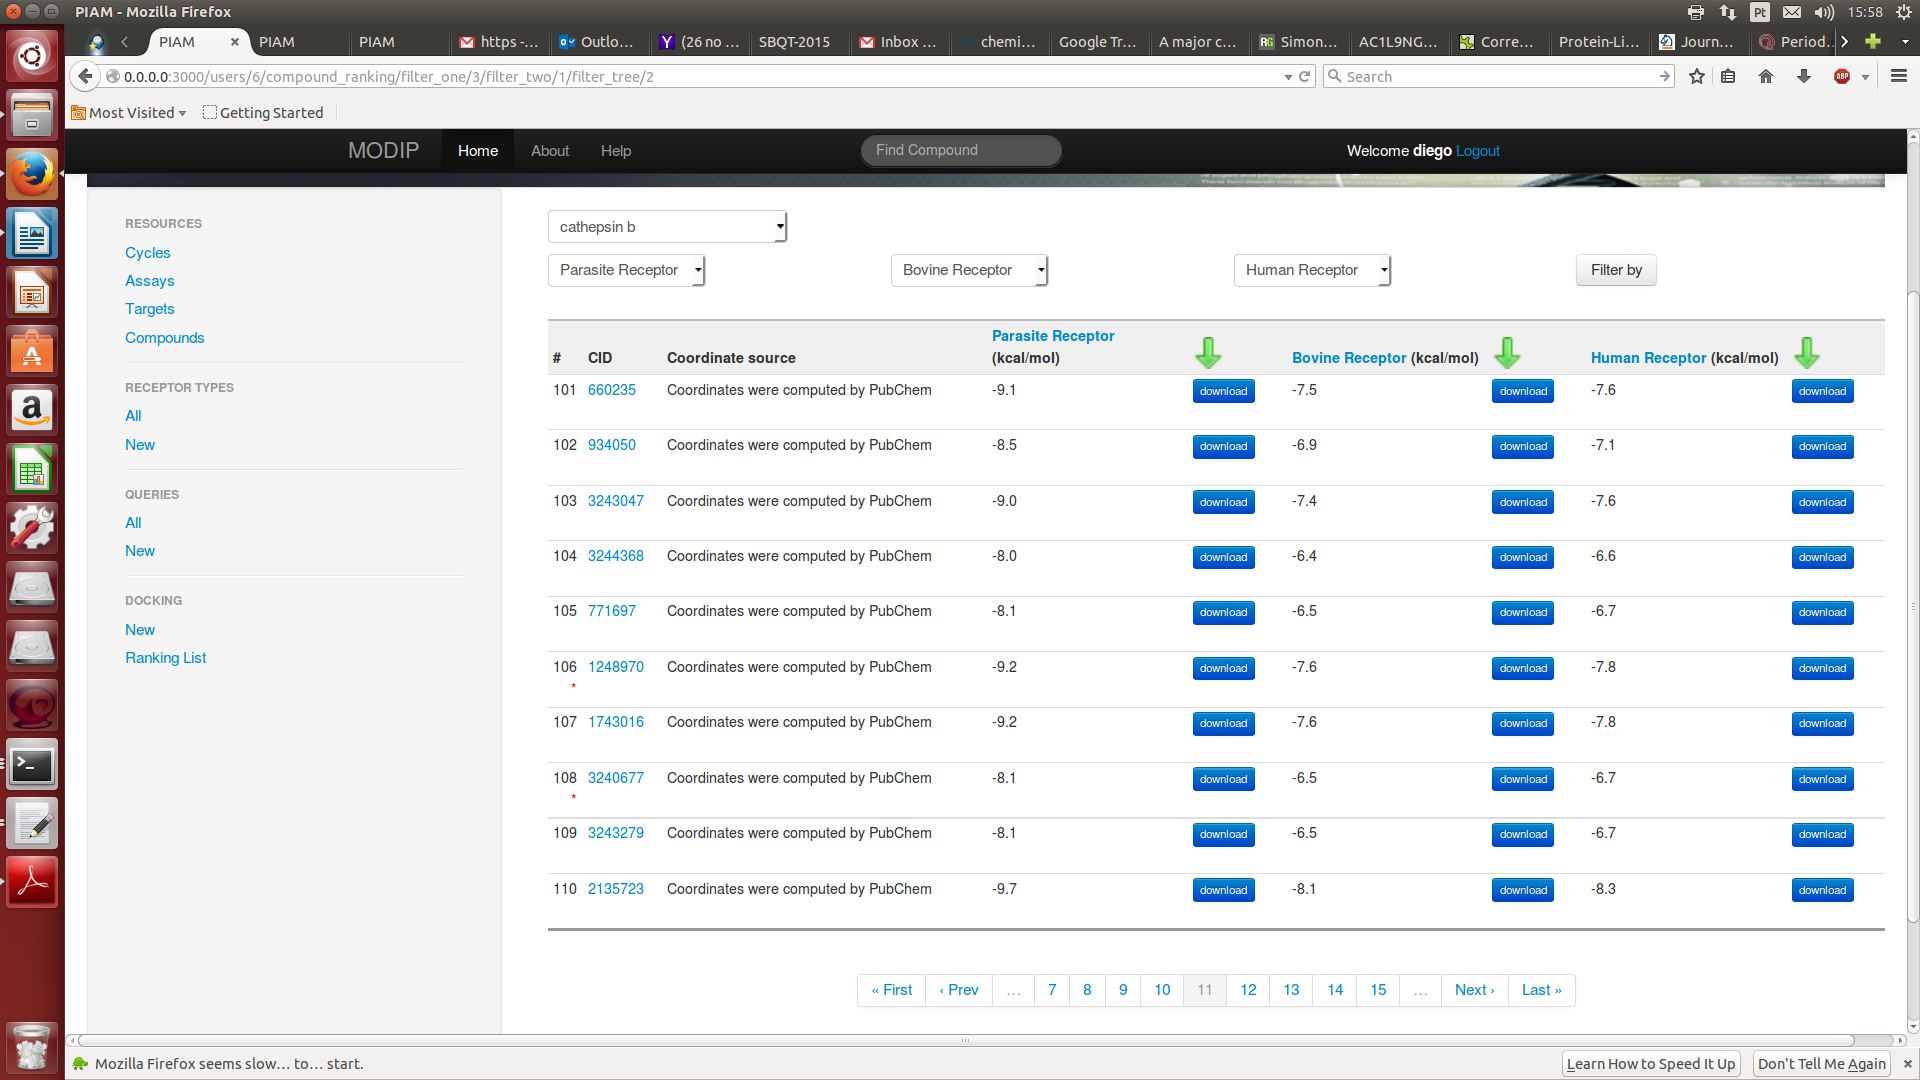 PIAM - Mozilla Firefox
Pt
15:58
PIAM
PIAM
PIAM
https -...
Outlo...
(26 no ...
SBQT-2015
Inbox ...
chemi...
Google Tr...
A major c...
Simon...
AC1L9NG...
Corre...
Protein-Li...
Journ...
Period...
0.0.0.0:3000/users/6/compound_ranking/filter_one/3/filter_two/1/filter_tree/2
Search
ABP
Most Visited
Getting Started
MODIP
Home
About
Help
Find Compound
Welcome diego Logout
RESOURCES
Cycles
Assays
Targets
Compounds
RECEPTOR TYPES
All
New
QUERIES
All
New
DOCKING
New
Ranking List
cathepsin b
Parasite Receptor
Bovine Receptor
Human Receptor
Filter by
# CID Coordinate source Parasite Receptor (kcal/mol) Bovine Receptor (kcal/mol) Human Receptor (kcal/mol)
101 660235 Coordinates were computed by PubChem -9.1 download -7.5 download -7.6 download
102 934050 Coordinates were computed by PubChem -8.5 download -6.9 download -7.1 download
103 3243047 Coordinates were computed by PubChem -9.0 download -7.4 download -7.6 download
104 3244368 Coordinates were computed by PubChem -8.0 download -6.4 download -6.6 download
105 771697 Coordinates were computed by PubChem -8.1 download -6.5 download -6.7 download
106 1248970 Coordinates were computed by PubChem -9.2 download -7.6 download -7.8 download
*
107 1743016 Coordinates were computed by PubChem -9.2 download -7.6 download -7.8 download
108 3240677 Coordinates were computed by PubChem -8.1 download -6.5 download -6.7 download
*
109 3243279 Coordinates were computed by PubChem -8.1 download -6.5 download -6.7 download
110 2135723 Coordinates were computed by PubChem -9.7 download -8.1 download -8.3 download
« First ‹ Prev … 7 8 9 10 11 12 13 14 15 … Next › Last »
Mozilla Firefox seems slow… to… start.
Learn How to Speed It Up
Don't Tell Me Again